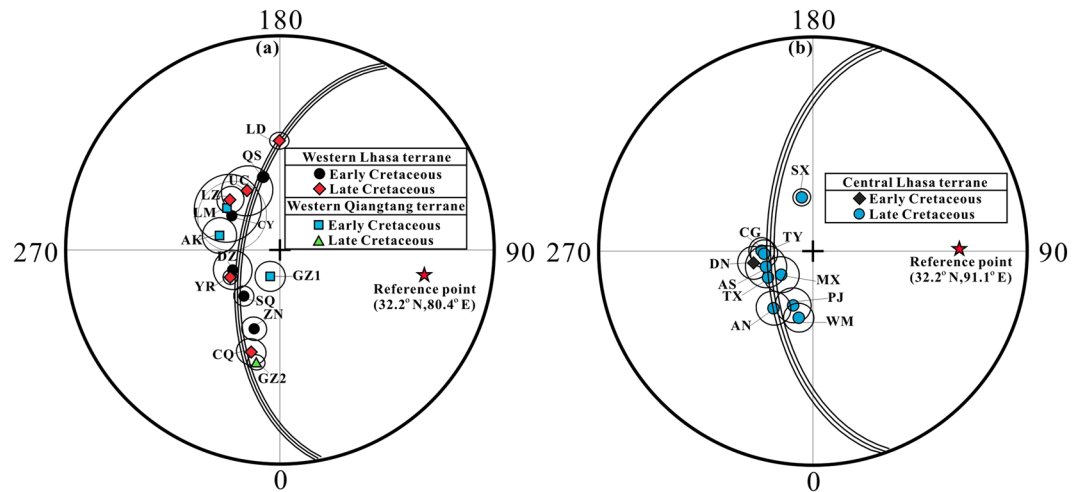 180
(a)
LD
QS
UC
LZ
LM
CY
AK
270
90
DZ
YR
GZ1
SQ
ZN
CQ
GZ2
0
Western Lhasa terrane
Early Cretaceous
Late Cretaceous
Western Qiangtang terrane
Early Cretaceous
Late Cretaceous
Reference point
(32.2°N,80.4°E)
180
(b)
SX
Central Lhasa terrane
Early Cretaceous
Late Cretaceous
CG
TY
270
90
DN
AS
TX
MX
PJ
AN
WM
Reference point
(32.2°N,91.1°E)
0